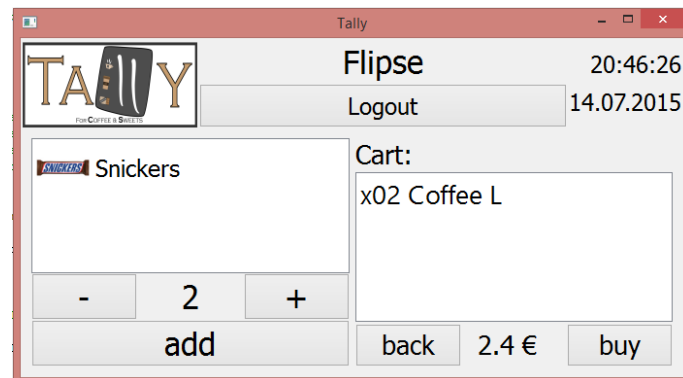 Tally
TALLY
FOR COFFEE & SWEETS
Flipse
20:46:26
Logout
14.07.2015
SNICKERS Snickers
Cart:
x02 Coffee L
- 2 +
add
back 2.4 € buy